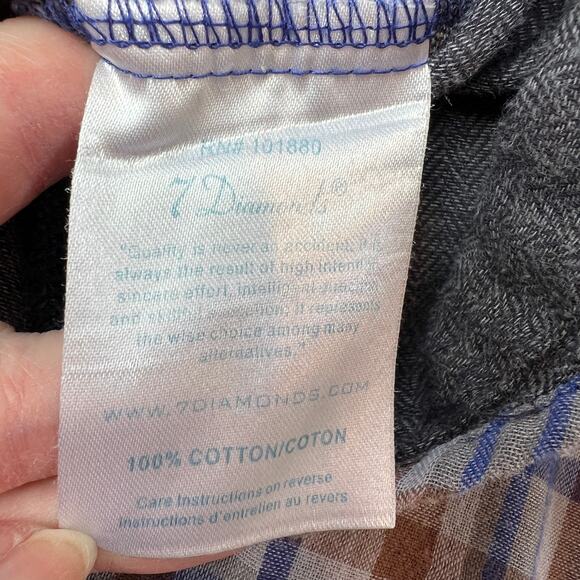 RN# 101880
7 Diamonds®
"Quality is never an accident, it is
always the result of high intention,
sincere effort, intelligent direction
and skilled execution; it represents
the wise choice among many
alternatives."
WWW.7DIAMONDS.COM
100% COTTON/COTON
Care Instructions on reverse
Instructions d'entretien au revers